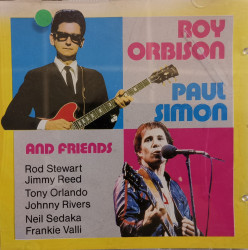 ROY
ORBISON
PAUL
SIMON
AND FRIENDS
Rod Stewart
Jimmy Reed
Tony Orlando
Johnny Rivers
Neil Sedaka
Frankie Valli